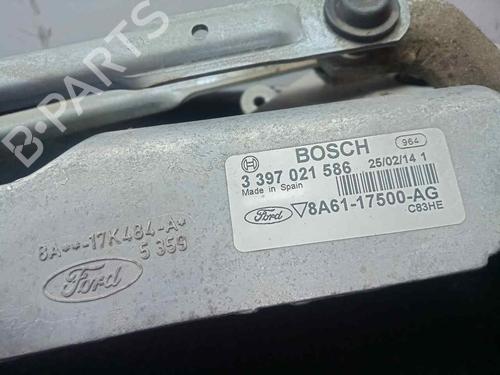 B-PARTS
BOSCH
964
3 397 021 586
25/02/14 1
Made in Spain
Ford
8A61-17500-AG
C83HE
8A**-17K484-A*
5 359
Ford